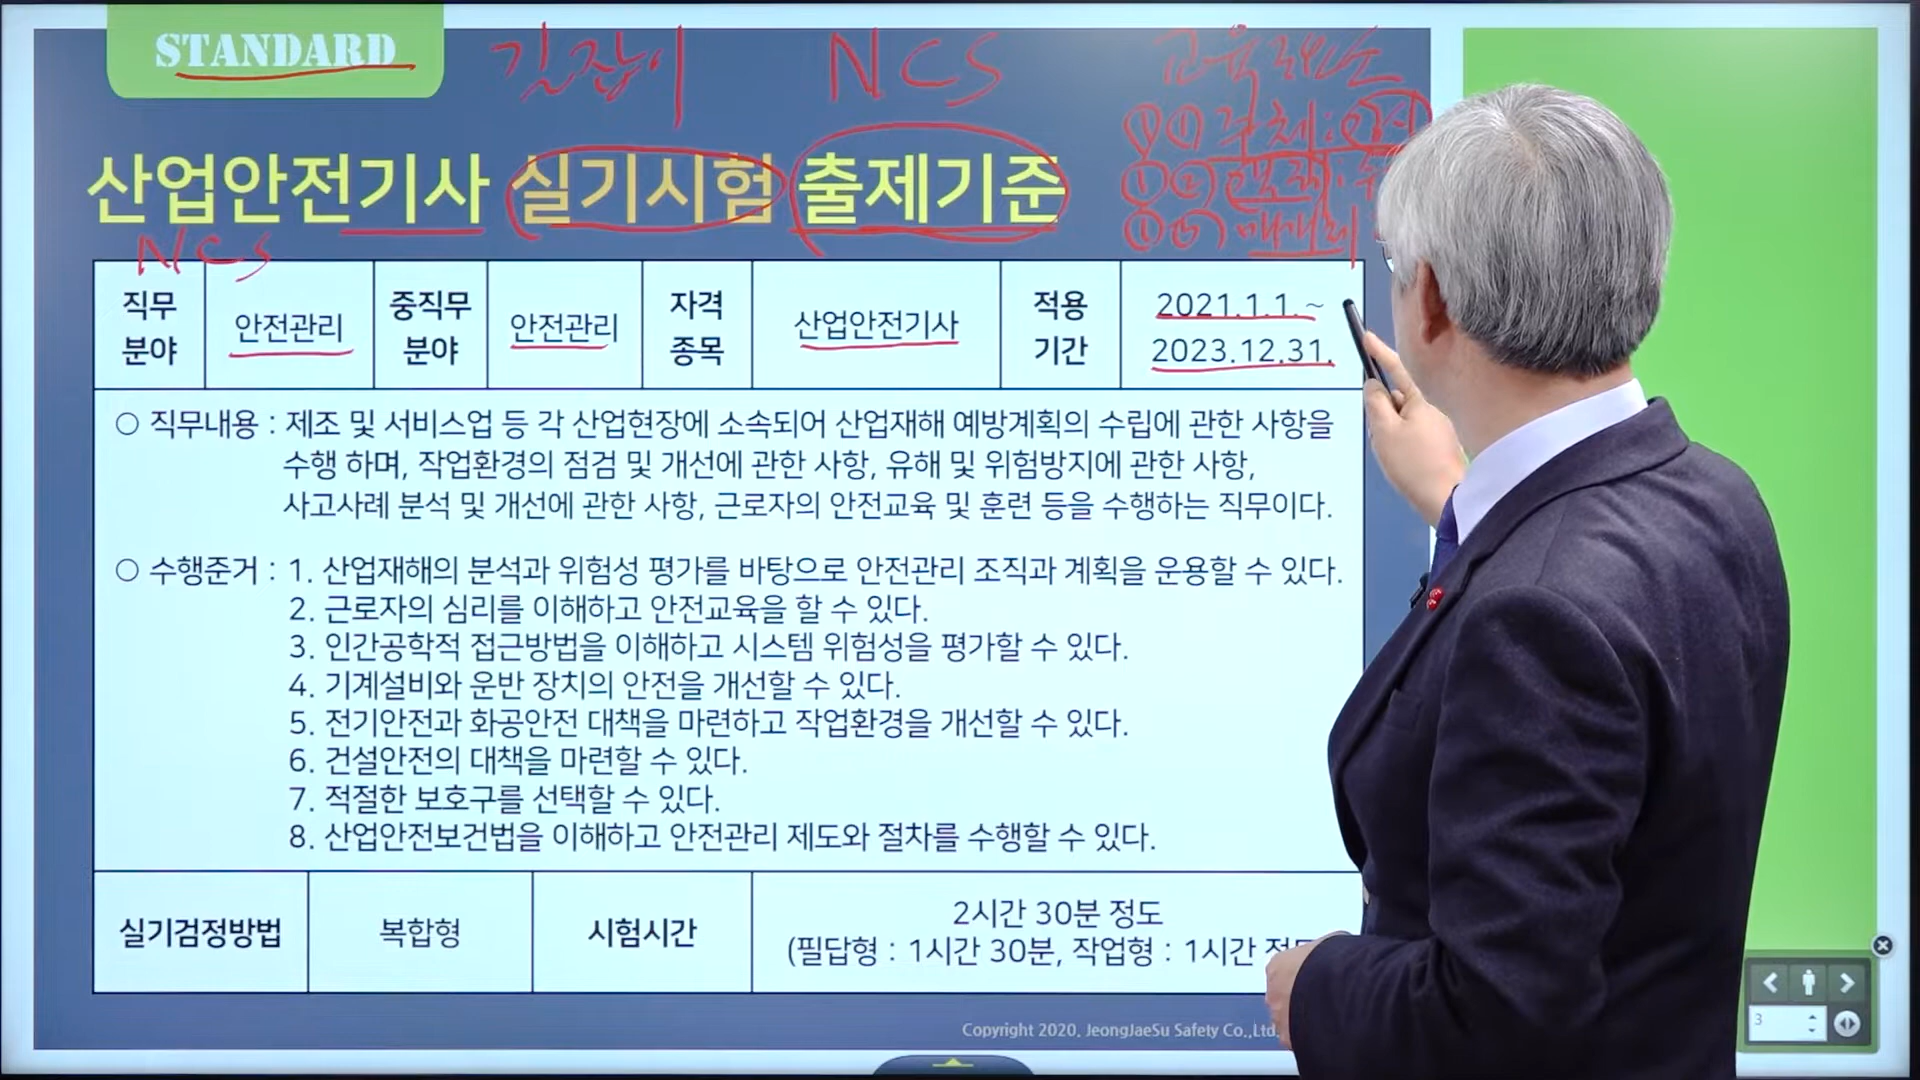 STANDARD
길잡이
NCS
교육 3요소
① ① 주체 :
① ② 객체 : 수
① ③ 매개체
산업안전기사 실기시험 출제기준
NCS
직무 분야
안전관리
중직무 분야
안전관리
자격 종목
산업안전기사
적용 기간
2021.1.1. ~
2023.12.31.
○ 직무내용 : 제조 및 서비스업 등 각 산업현장에 소속되어 산업재해 예방계획의 수립에 관한 사항을
수행 하며, 작업환경의 점검 및 개선에 관한 사항, 유해 및 위험방지에 관한 사항,
사고사례 분석 및 개선에 관한 사항, 근로자의 안전교육 및 훈련 등을 수행하는 직무이다.
○ 수행준거 : 1. 산업재해의 분석과 위험성 평가를 바탕으로 안전관리 조직과 계획을 운용할 수 있다.
2. 근로자의 심리를 이해하고 안전교육을 할 수 있다.
3. 인간공학적 접근방법을 이해하고 시스템 위험성을 평가할 수 있다.
4. 기계설비와 운반 장치의 안전을 개선할 수 있다.
5. 전기안전과 화공안전 대책을 마련하고 작업환경을 개선할 수 있다.
6. 건설안전의 대책을 마련할 수 있다.
7. 적절한 보호구를 선택할 수 있다.
8. 산업안전보건법을 이해하고 안전관리 제도와 절차를 수행할 수 있다.
실기검정방법
복합형
시험시간
2시간 30분 정도
(필답형 : 1시간 30분, 작업형 : 1시간
Copyright 2020. JeongJaeSu Safety Co.,Ltd.
3